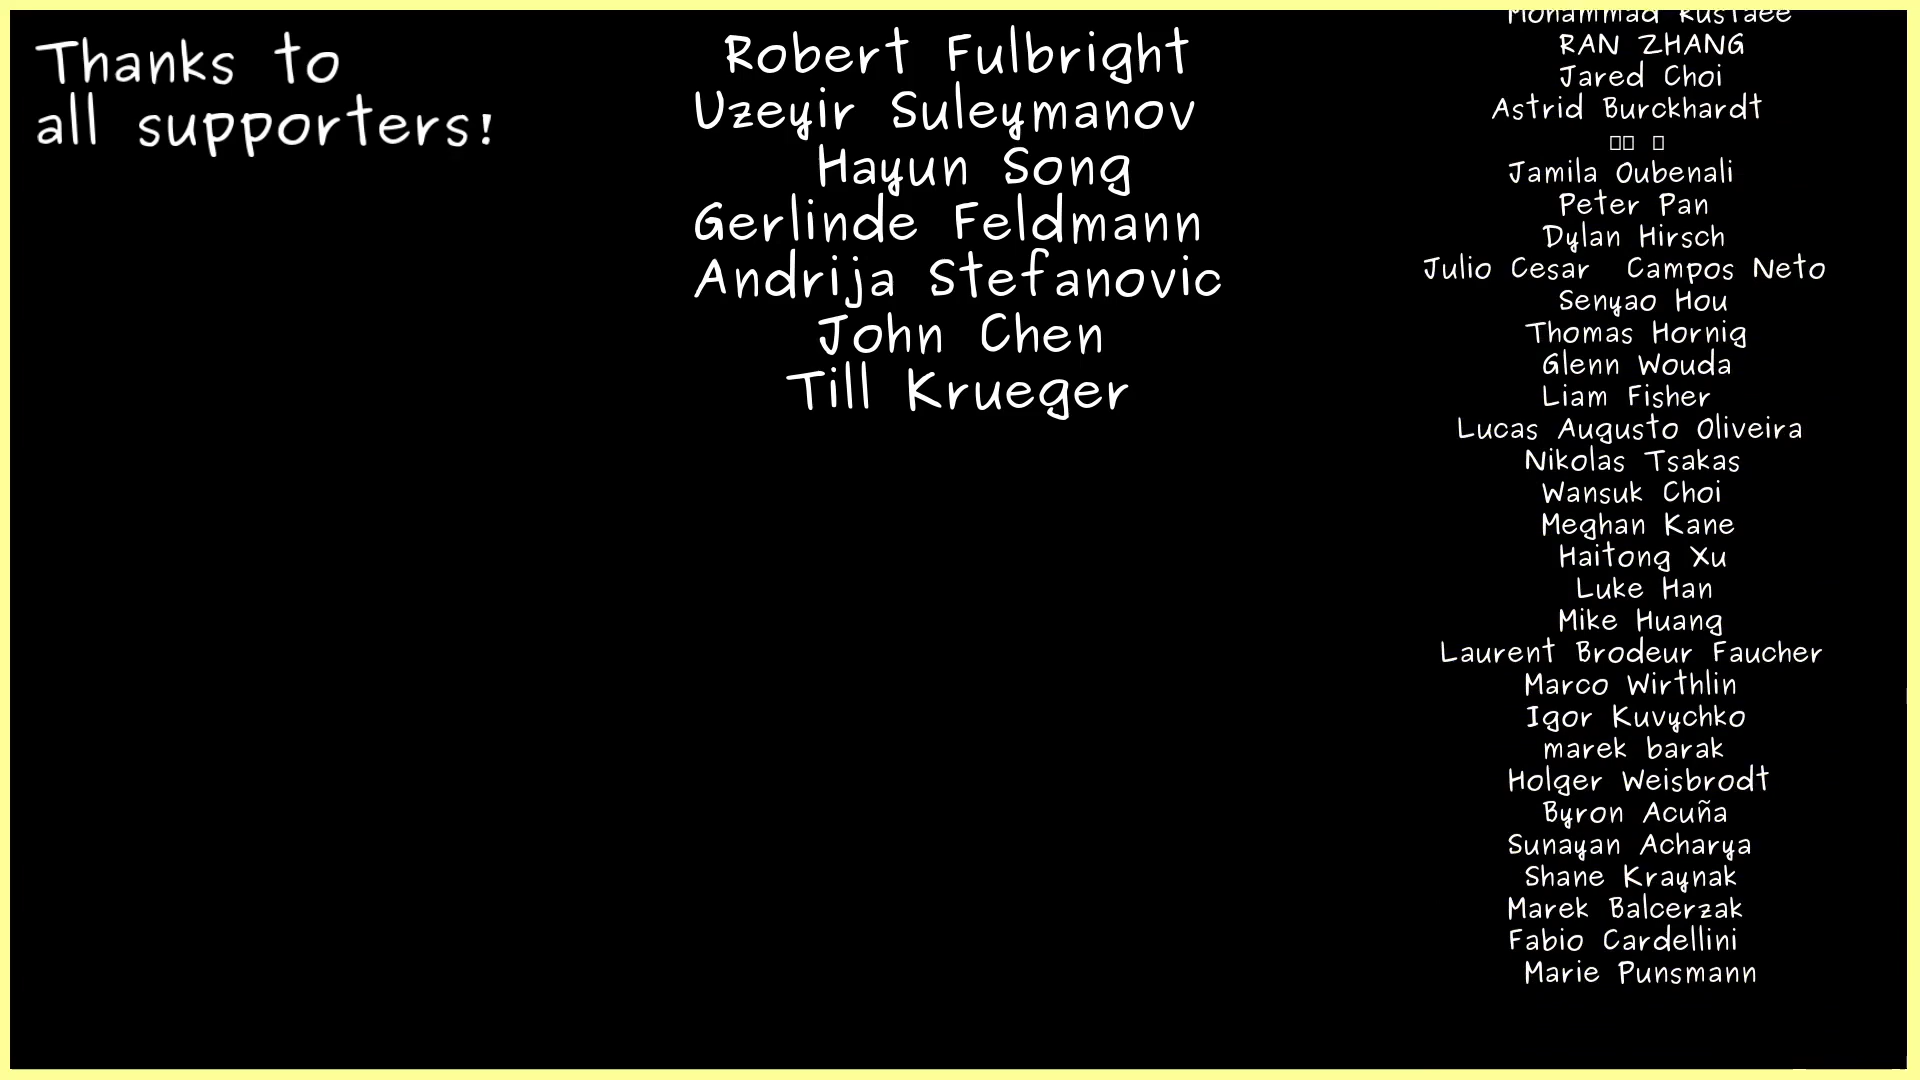 Thanks to
all supporters!
Robert Fulbright
Uzeyir Suleymanov
Hayun Song
Gerlinde Feldmann
Andrija Stefanovic
John Chen
Till Krueger
Mohammad Rustaee
RAN ZHANG
Jared Choi
Astrid Burckhardt
Jamila Oubenali
Peter Pan
Dylan Hirsch
Julio Cesar  Campos Neto
Senyao Hou
Thomas Hornig
Glenn Wouda
Liam Fisher
Lucas Augusto Oliveira
Nikolas Tsakas
Wansuk Choi
Meghan Kane
Haitong Xu
Luke Han
Mike Huang
Laurent Brodeur Faucher
Marco Wirthlin
Igor Kuvychko
marek barak
Holger Weisbrodt
Byron Acuña
Sunayan Acharya
Shane Kraynak
Marek Balcerzak
Fabio Cardellini
Marie Punsmann